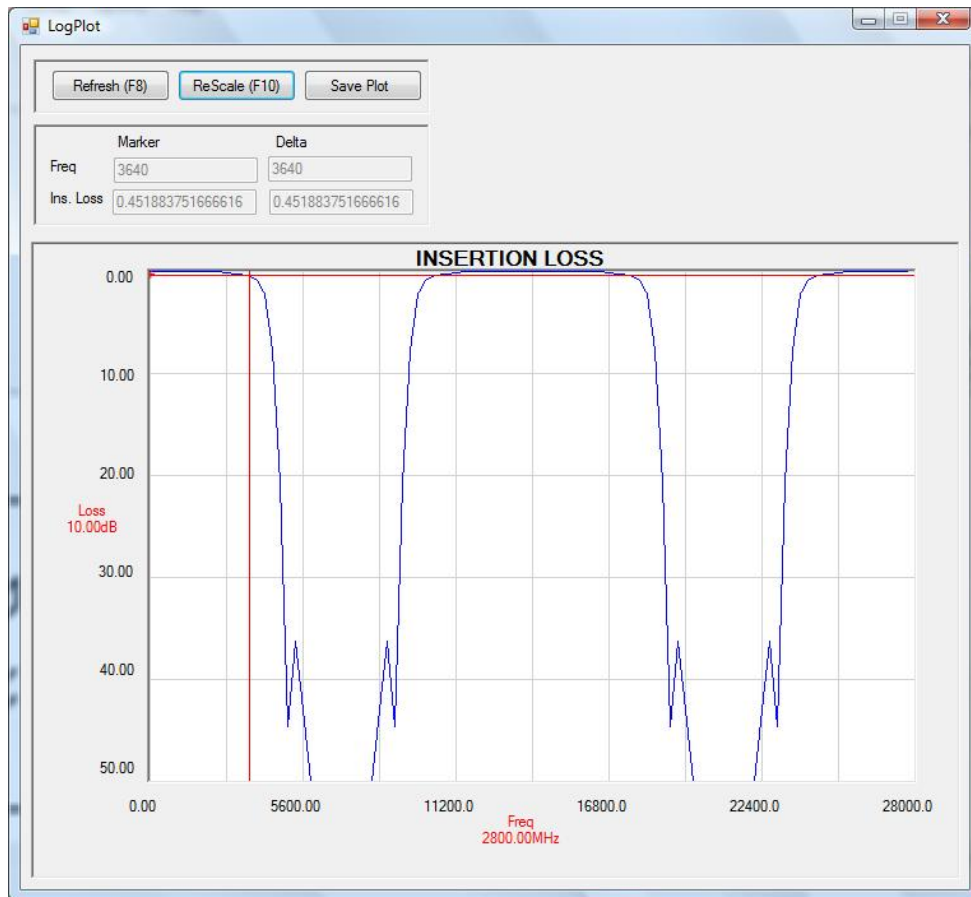 LogPlot
Refresh (F8) ReScale (F10) Save Plot
Marker Delta
Freq 3640 3640
Ins. Loss 0.451883751666616 0.451883751666616
INSERTION LOSS
0.00
10.00
20.00
Loss
10.00dB
30.00
40.00
50.00
0.00 5600.00 11200.0 16800.0 22400.0 28000.0
Freq
2800.00MHz